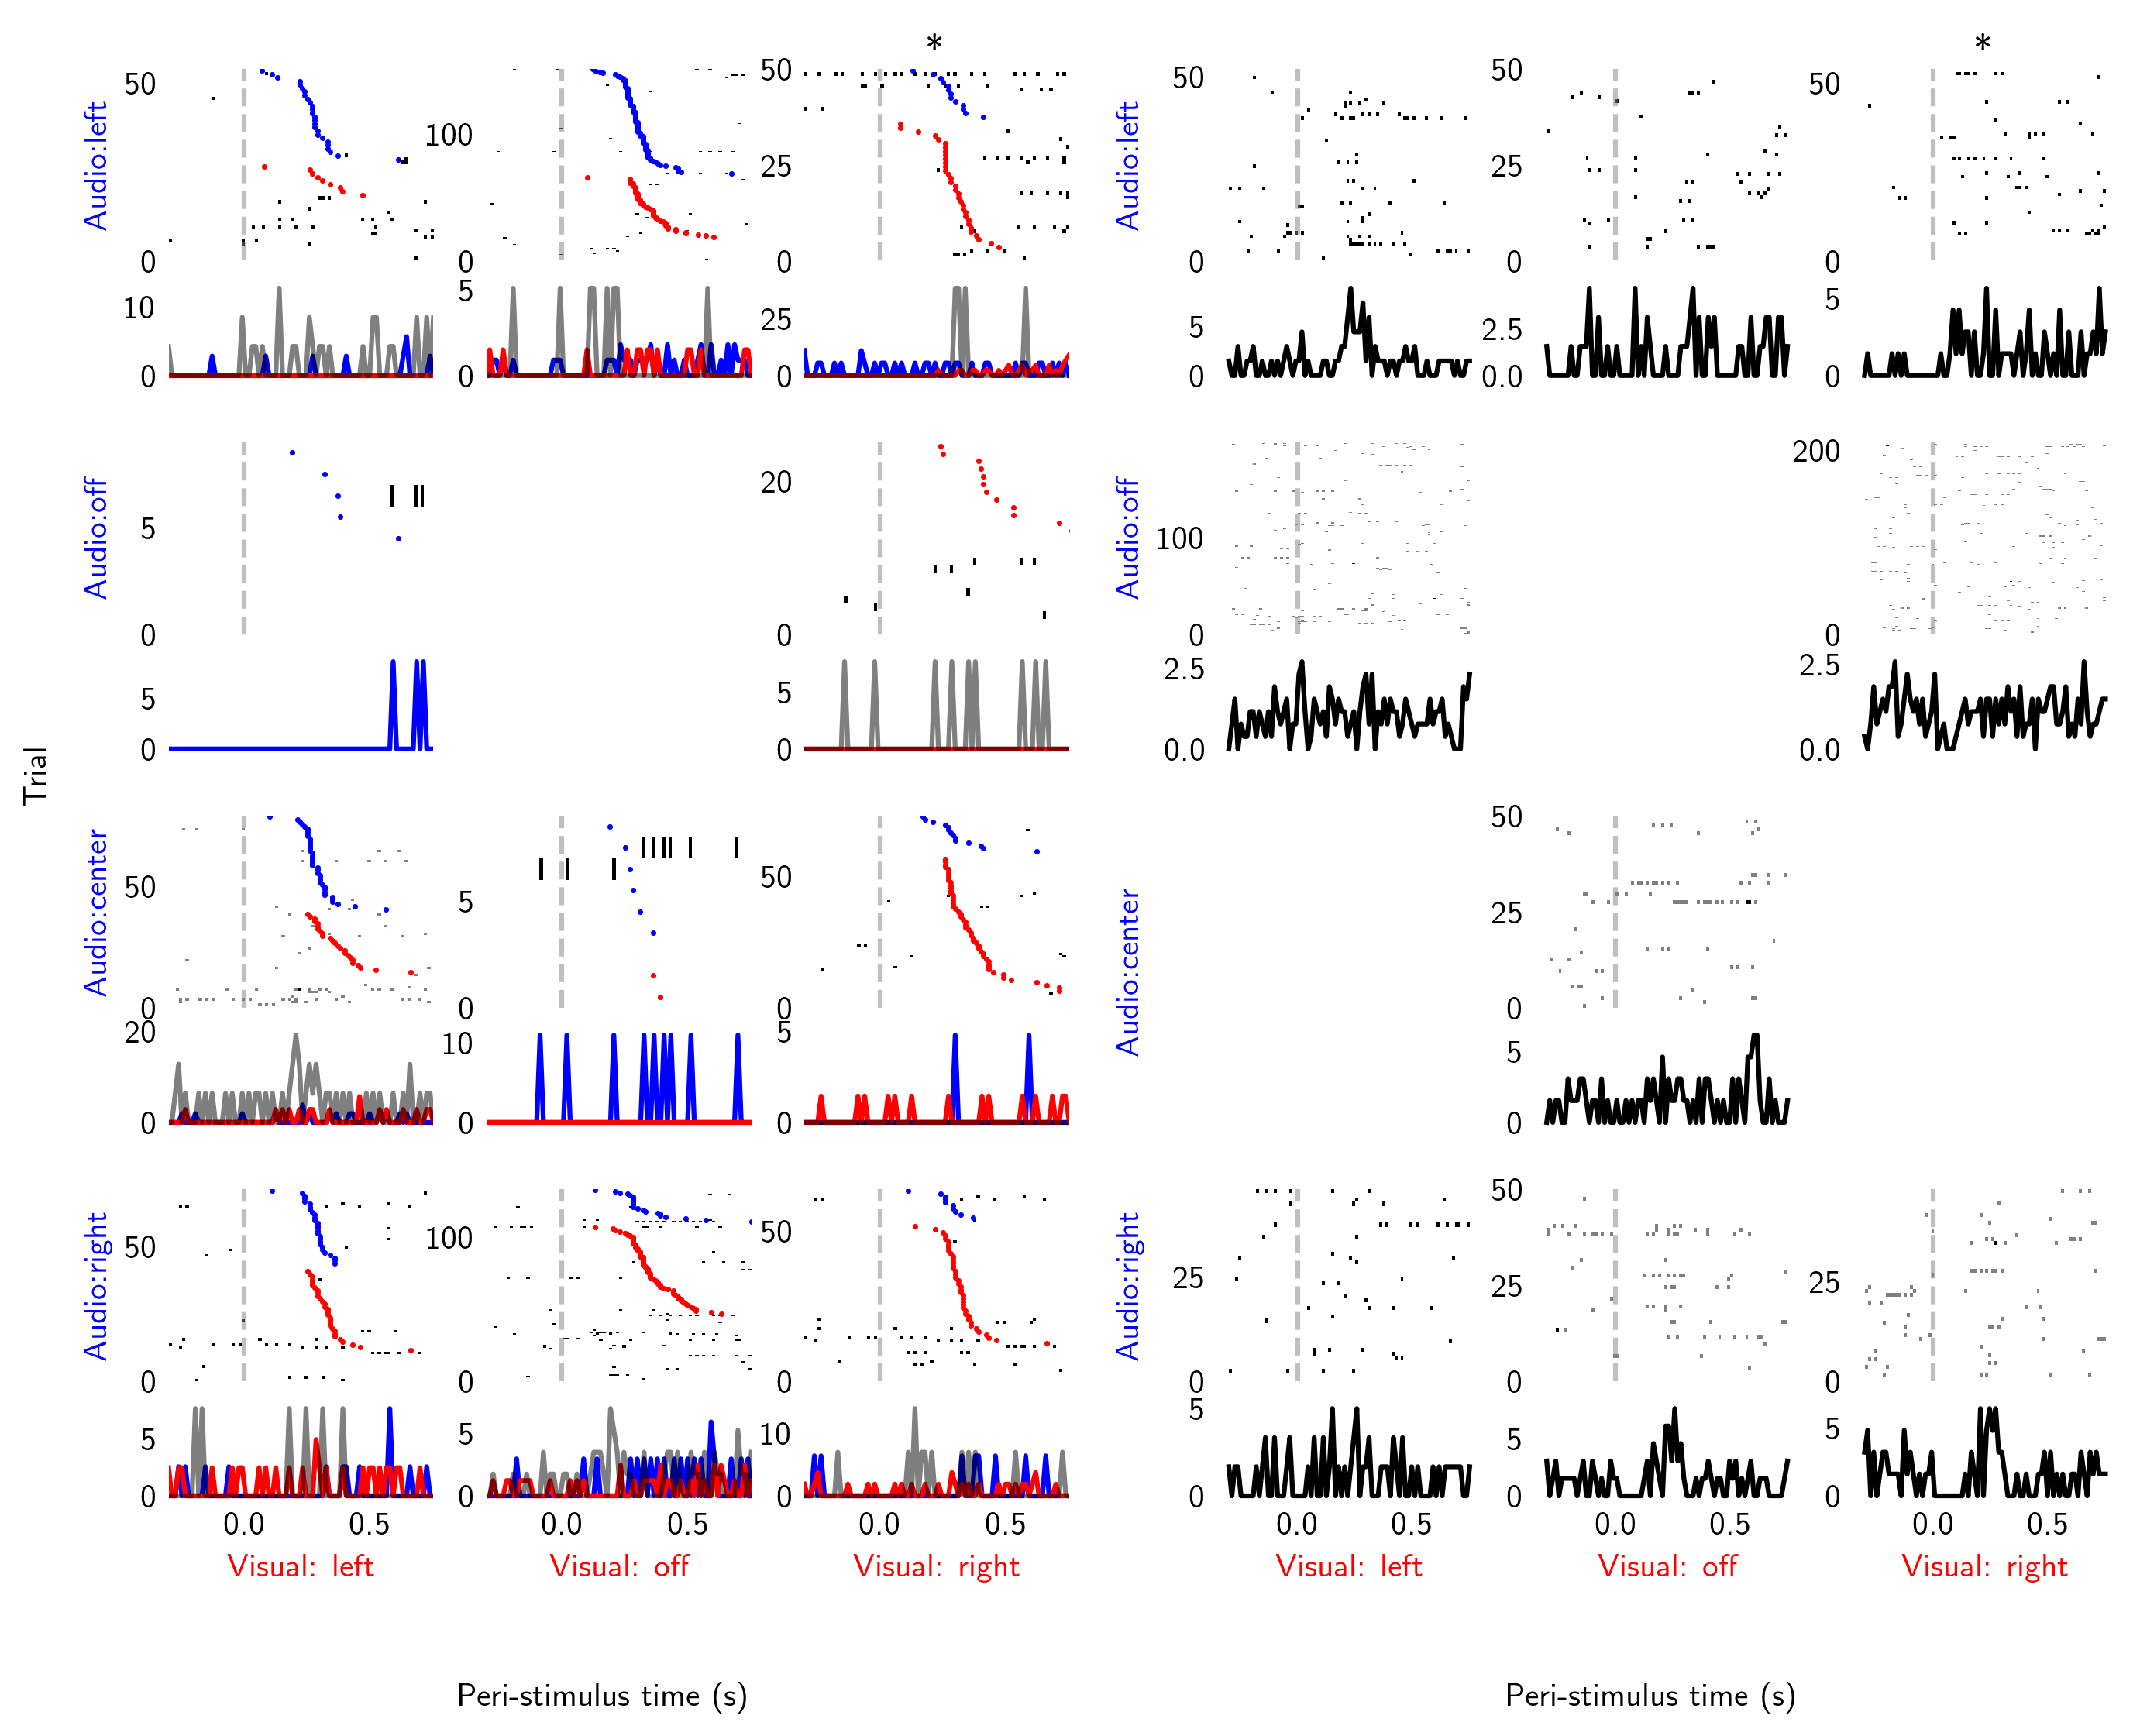 * *
50 100 50 25 0 50 25 0 50 25 0 50 0
Audio:left Audio:left
0 0
10 0 5 0 25 0 5 0 2.5 0.0 5 0
5 0 20 0 100 0 200 0
Audio:off Audio:off
5 0 5 0 2.5 0.0 2.5 0.0
Trial
50 0 5 0 50 0 50 25 0
Audio:center Audio:center
20 0 10 0 5 0 5 0
50 0 100 0 50 0 25 0 50 25 0 25 0
Audio:right Audio:right
5 0 5 0 10 0 5 0 5 0 5 0
0.0 0.5 0.0 0.5 0.0 0.5 0.0 0.5 0.0 0.5 0.0 0.5
Visual: left Visual: off Visual: right Visual: left Visual: off Visual: right
Peri-stimulus time (s) Peri-stimulus time (s)